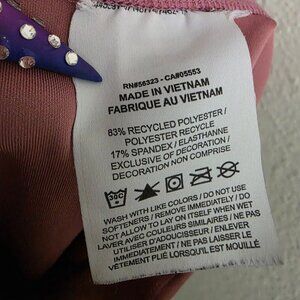 RN#56323 - CA#05553
MADE IN VIETNAM
FABRIQUE AU VIETNAM
83% RECYCLED POLYESTER /
POLYESTER RECYCLE
17% SPANDEX / ELASTHANNE
EXCLUSIVE OF DECORATION /
DECORATION NON INCLUSE
WASH WITH LIKE COLORS / DO NOT USE
SOFTENERS / REMOVE IMMEDIATELY / DO
NOT ALLOW TO LAY ON ITSELF WHEN WET
LAVER AVEC COULEURS SIMILAIRES / NE PAS
UTILISER D'ADOUCISSEUR / ENLEVER
IMMEDIATEMENT / NE PAS LAISSER LE
VÊTEMENT PLIÉ LORSQU'IL EST MOUILLÉ